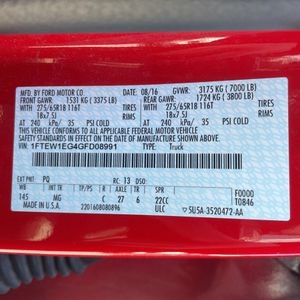 MFD. BY FORD MOTOR CO. 08/16 GVWR: 3175 KG ( 7000 LB)
FRONT GAWR: 1531 KG ( 3375 LB) REAR GAWR: 1724 KG ( 3800 LB)
275/65R18 116T TIRES 275/65R18 116T TIRES
18x7.5J RIMS 18x7.5J RIMS
AT 240 kPa/ 35 PSI COLD AT 240 kPa/ 35 PSI COLD
THIS VEHICLE CONFORMS TO ALL APPLICABLE FEDERAL MOTOR VEHICLE
SAFETY AND THEFT PREVENTION STANDARDS IN EFFECT ON THE DATE OF
MANUFACTURE SHOWN ABOVE.
VIN: 1FTEW1EG4GFD08991 TYPE: Truck
EXT PNT: PQ RC: 13 DSO:
WB INT TR TP/PS R AXLE TR SPR F0000
145 MG C 27 6 22CC T0846
MADE IN U.S.A. 2201608080896 ULC 5U5A-3520472-AA